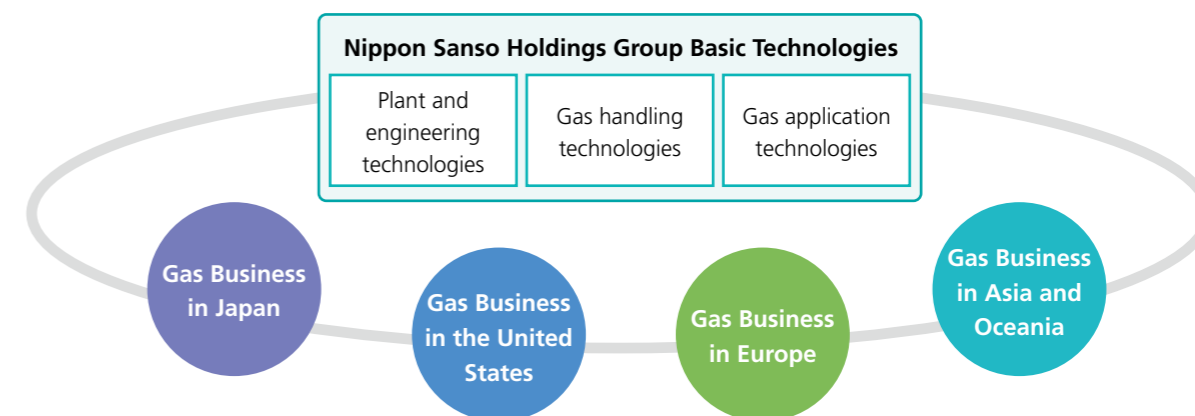 Nippon Sanso Holdings Group Basic Technologies
Plant and
engineering
technologies
Gas handling
technologies
Gas application
technologies
Gas Business
in Japan
Gas Business
in the United
States
Gas Business
in Europe
Gas Business
in Asia and
Oceania